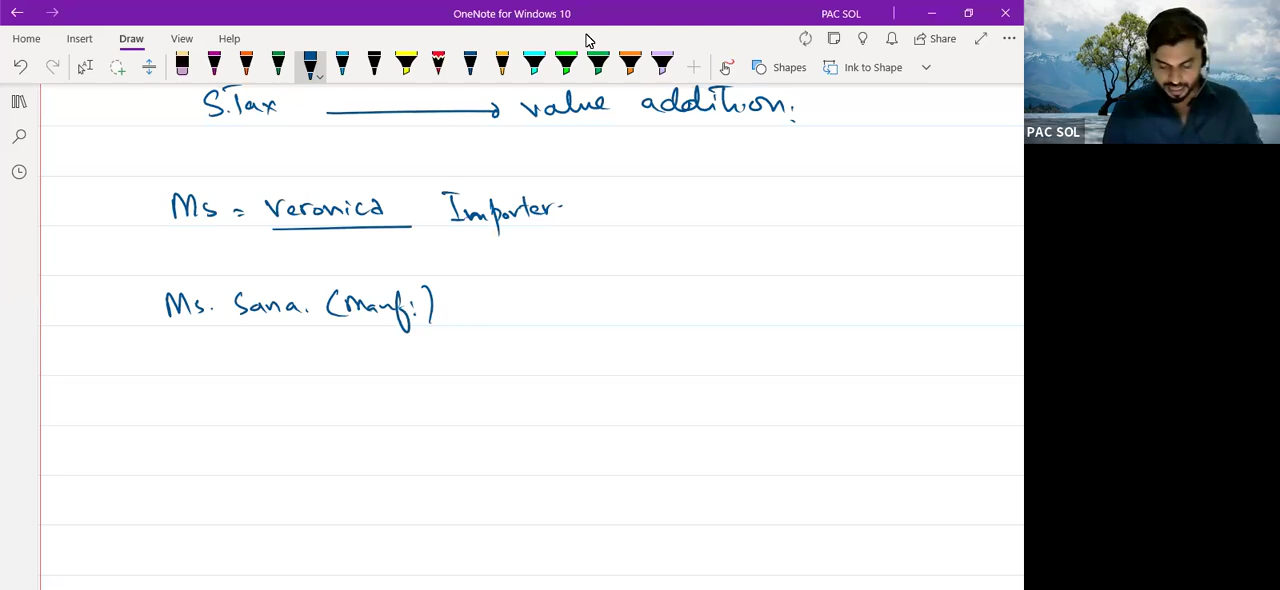 OneNote for Windows 10
PAC SOL
Home Insert Draw View Help
Share
Shapes Ink to Shape
S.Tax → value addition:
Ms = Veronica Importer.
Ms. Sana. (Manf:)
PAC SOL